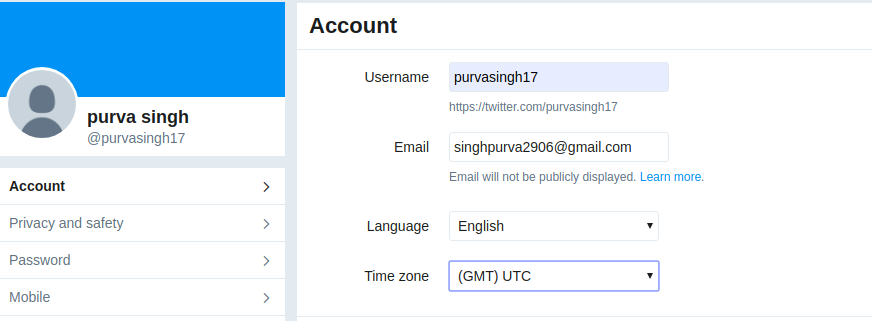 purva singh
@purvasingh17
Account
Privacy and safety
Password
Mobile
Account
Username purvasingh17
https://twitter.com/purvasingh17
Email singhpurva2906@gmail.com
Email will not be publicly displayed. Learn more.
Language English
Time zone (GMT) UTC